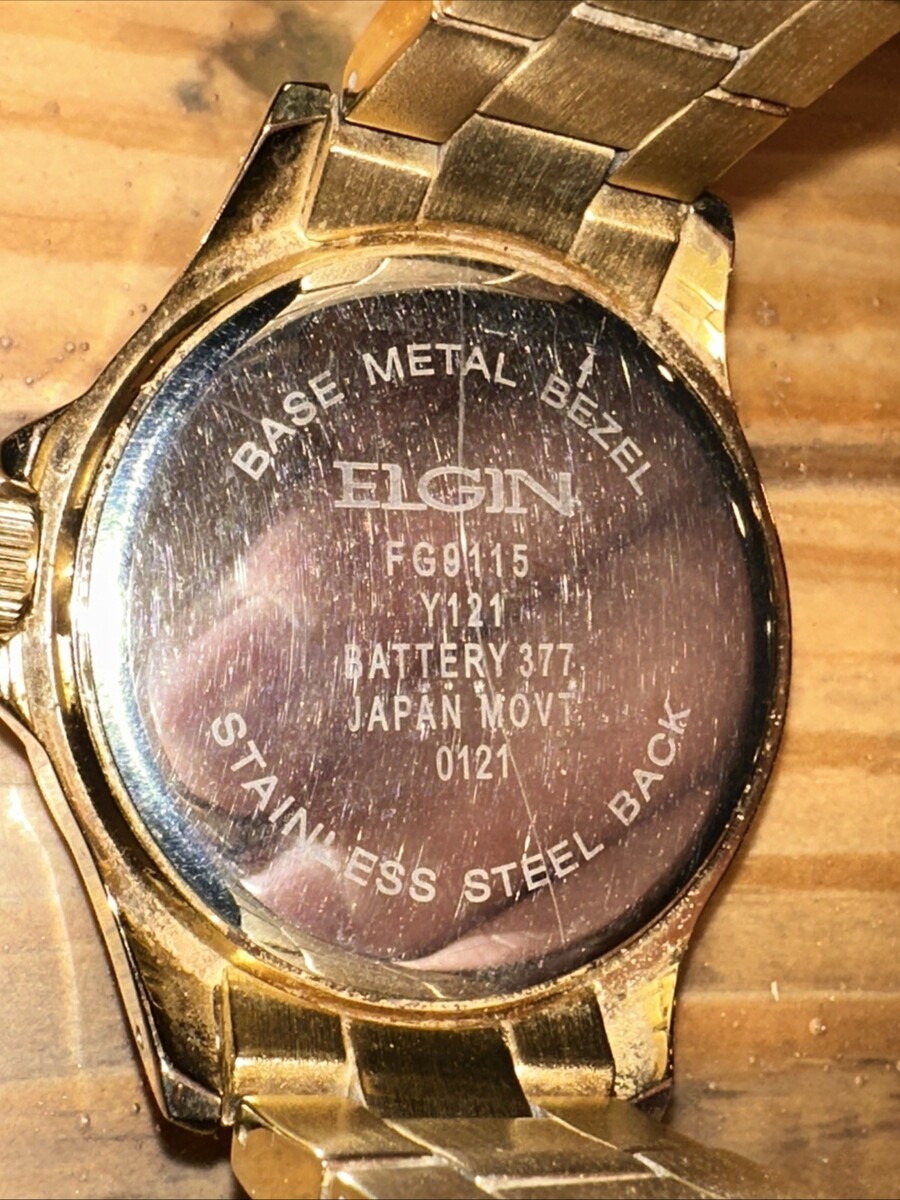 BASE METAL BEZEL
ELGIN
FG9115
Y121
BATTERY 377
JAPAN MOVT
0121
STAINLESS STEEL BACK